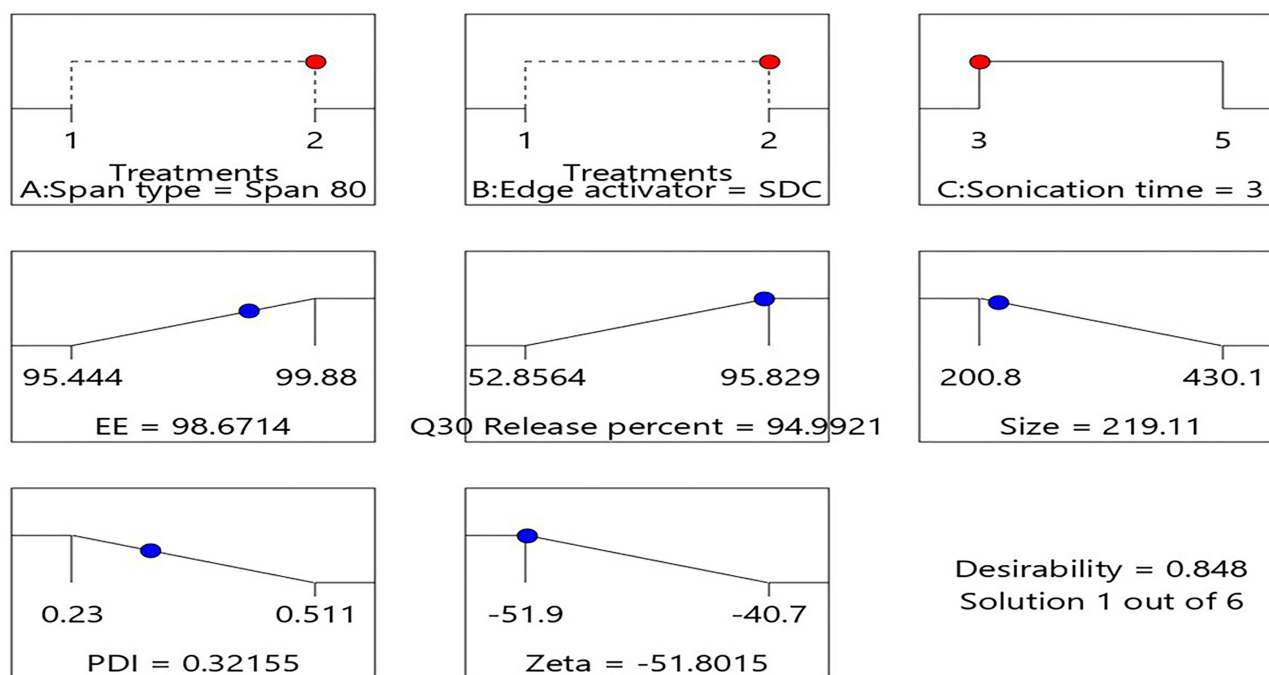 1 2
Treatments
A:Span type = Span 80
1 2
Treatments
B:Edge activator = SDC
3 5
C:Sonication time = 3
95.444 99.88
EE = 98.6714
52.8564 95.829
Q30 Release percent = 94.9921
200.8 430.1
Size = 219.11
0.23 0.511
PDI = 0.32155
-51.9 -40.7
Zeta = -51.8015
Desirability = 0.848
Solution 1 out of 6